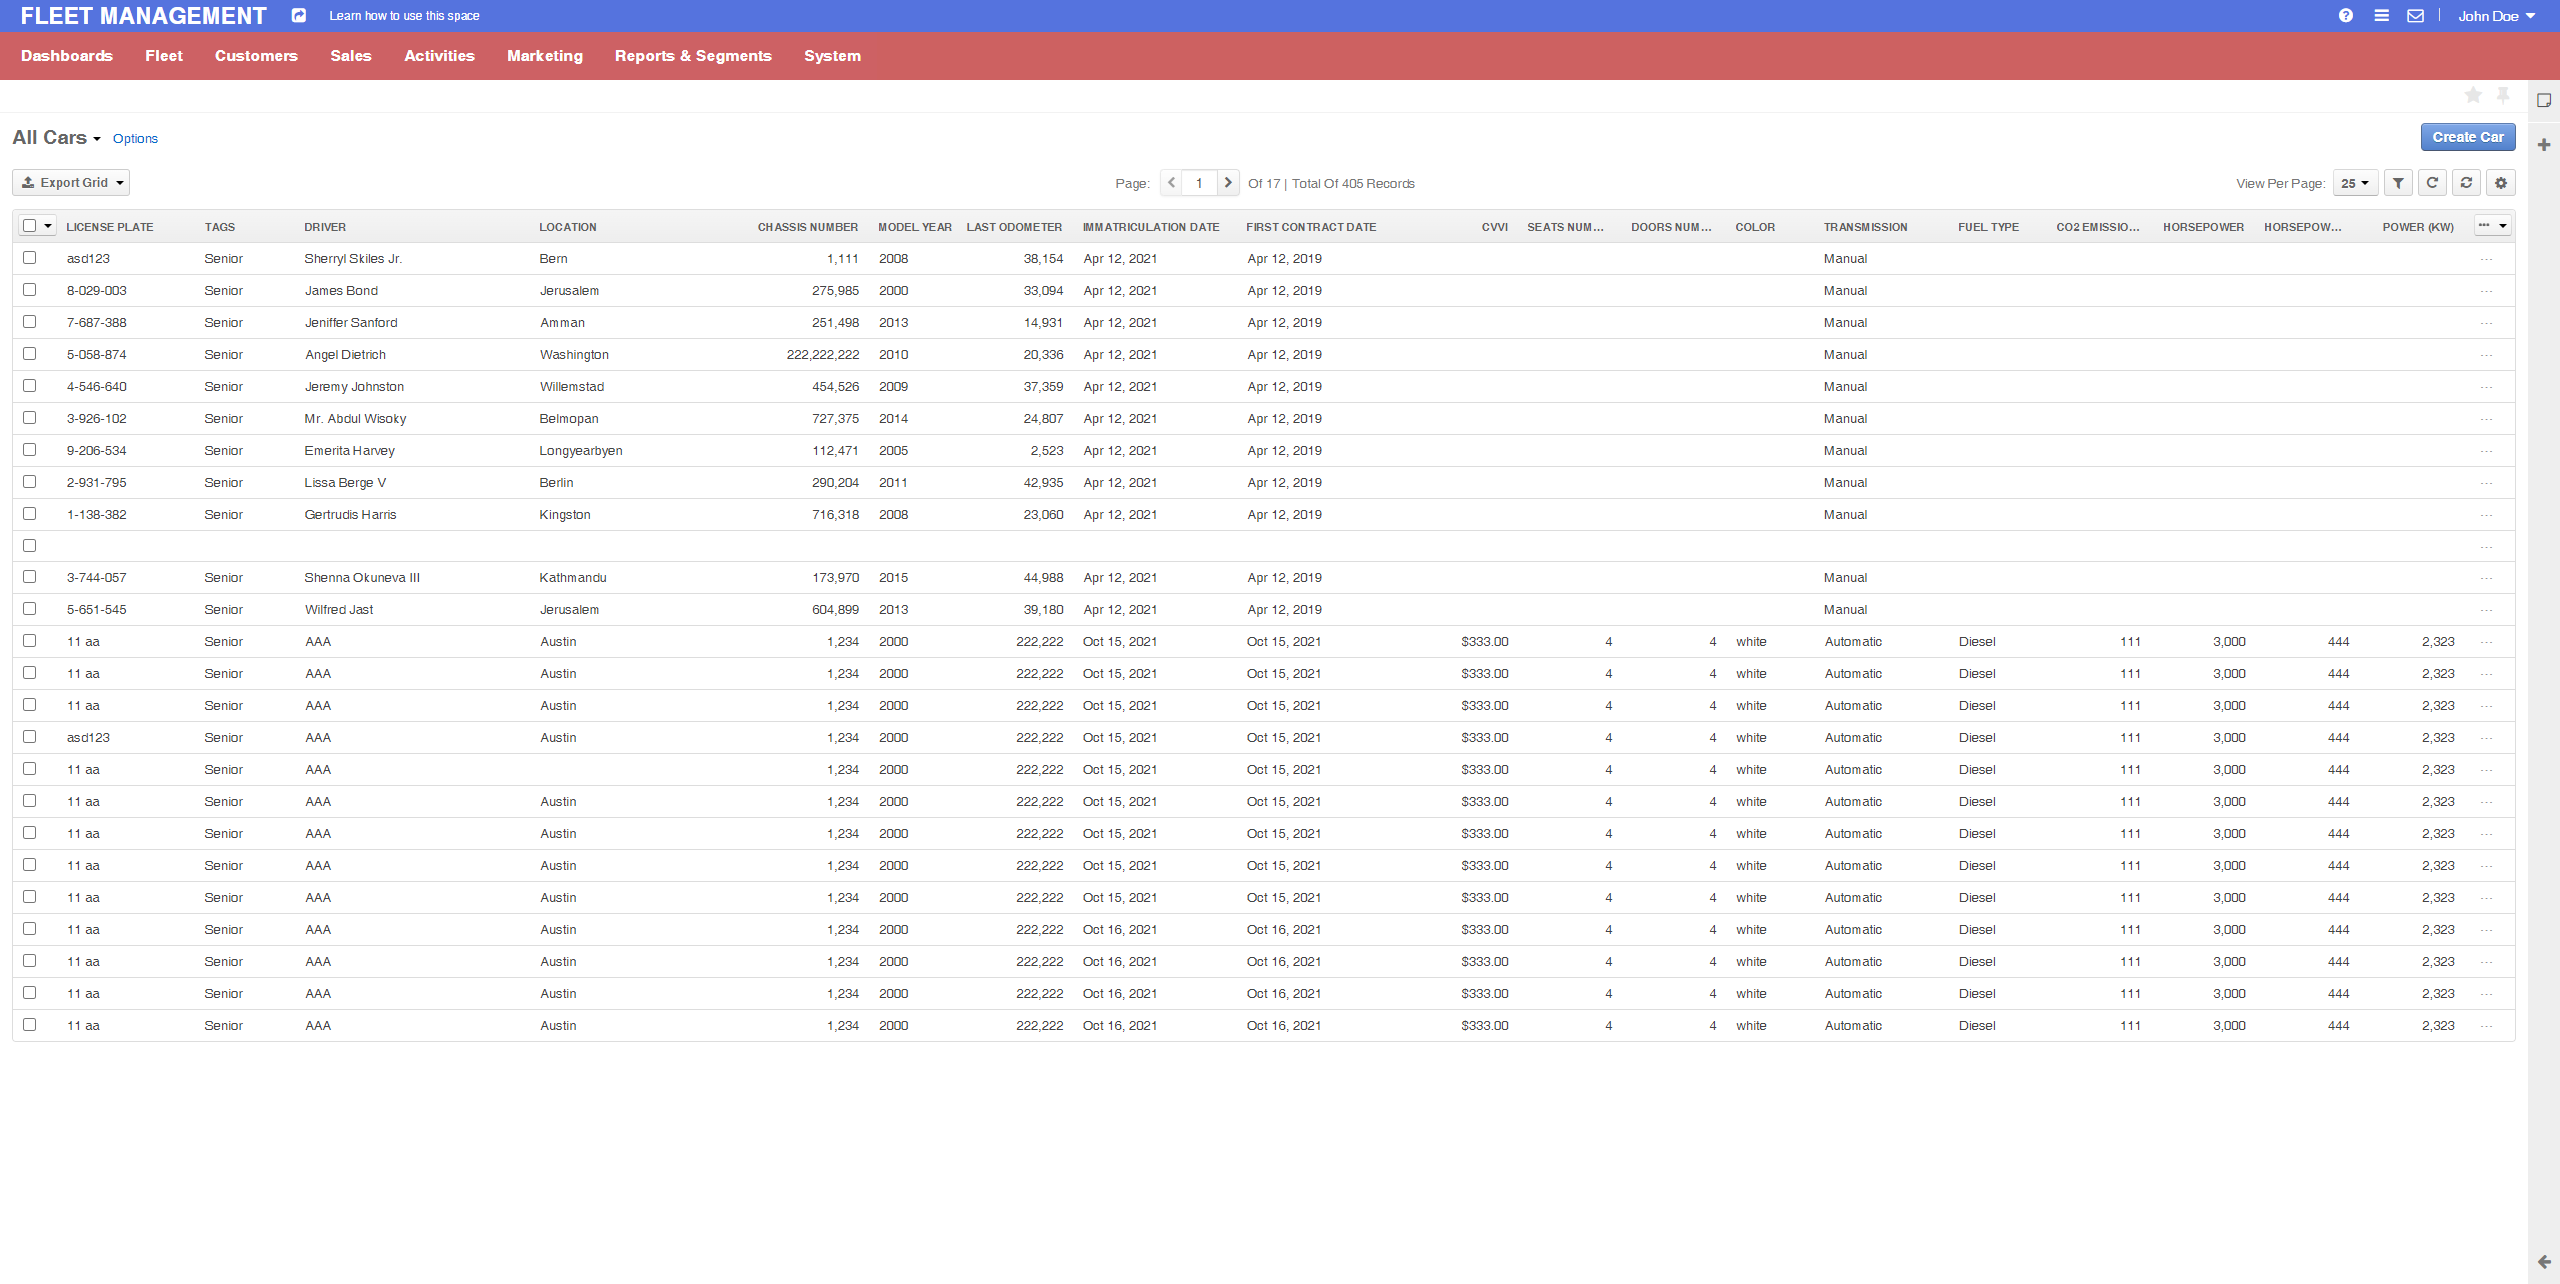 FLEET MANAGEMENT Learn how to use this space John Doe
Dashboards Fleet Customers Sales Activities Marketing Reports & Segments System
All Cars Options Create Car
Export Grid Page: 1 Of 17 | Total Of 405 Records View Per Page: 25
LICENSE PLATE TAGS DRIVER LOCATION CHASSIS NUMBER MODEL YEAR LAST ODOMETER IMMATRICULATION DATE FIRST CONTRACT DATE CVVI SEATS NUM... DOORS NUM... COLOR TRANSMISSION FUEL TYPE CO2 EMISSIO... HORSEPOWER HORSEPOW... POWER (KW)
asd123 Senior Sherryl Skiles Jr. Bern 1,111 2008 38,154 Apr 12, 2021 Apr 12, 2019 Manual
8-029-003 Senior James Bond Jerusalem 275,985 2000 33,094 Apr 12, 2021 Apr 12, 2019 Manual
7-687-388 Senior Jeniffer Sanford Amman 251,498 2013 14,931 Apr 12, 2021 Apr 12, 2019 Manual
5-058-874 Senior Angel Dietrich Washington 222,222,222 2010 20,336 Apr 12, 2021 Apr 12, 2019 Manual
4-546-640 Senior Jeremy Johnston Willemstad 454,526 2009 37,359 Apr 12, 2021 Apr 12, 2019 Manual
3-926-102 Senior Mr. Abdul Wisoky Belmopan 727,375 2014 24,807 Apr 12, 2021 Apr 12, 2019 Manual
9-206-534 Senior Emerita Harvey Longyearbyen 112,471 2005 2,523 Apr 12, 2021 Apr 12, 2019 Manual
2-931-795 Senior Lissa Berge V Berlin 290,204 2011 42,935 Apr 12, 2021 Apr 12, 2019 Manual
1-138-382 Senior Gertrudis Harris Kingston 716,318 2008 23,060 Apr 12, 2021 Apr 12, 2019 Manual
3-744-057 Senior Shenna Okuneva III Kathmandu 173,970 2015 44,988 Apr 12, 2021 Apr 12, 2019 Manual
5-651-545 Senior Wilfred Jast Jerusalem 604,899 2013 39,180 Apr 12, 2021 Apr 12, 2019 Manual
11 aa Senior AAA Austin 1,234 2000 222,222 Oct 15, 2021 Oct 15, 2021 $333.00 4 4 white Automatic Diesel 111 3,000 444 2,323
11 aa Senior AAA Austin 1,234 2000 222,222 Oct 15, 2021 Oct 15, 2021 $333.00 4 4 white Automatic Diesel 111 3,000 444 2,323
11 aa Senior AAA Austin 1,234 2000 222,222 Oct 15, 2021 Oct 15, 2021 $333.00 4 4 white Automatic Diesel 111 3,000 444 2,323
asd123 Senior AAA Austin 1,234 2000 222,222 Oct 15, 2021 Oct 15, 2021 $333.00 4 4 white Automatic Diesel 111 3,000 444 2,323
11 aa Senior AAA 1,234 2000 222,222 Oct 15, 2021 Oct 15, 2021 $333.00 4 4 white Automatic Diesel 111 3,000 444 2,323
11 aa Senior AAA Austin 1,234 2000 222,222 Oct 15, 2021 Oct 15, 2021 $333.00 4 4 white Automatic Diesel 111 3,000 444 2,323
11 aa Senior AAA Austin 1,234 2000 222,222 Oct 15, 2021 Oct 15, 2021 $333.00 4 4 white Automatic Diesel 111 3,000 444 2,323
11 aa Senior AAA Austin 1,234 2000 222,222 Oct 15, 2021 Oct 15, 2021 $333.00 4 4 white Automatic Diesel 111 3,000 444 2,323
11 aa Senior AAA Austin 1,234 2000 222,222 Oct 15, 2021 Oct 15, 2021 $333.00 4 4 white Automatic Diesel 111 3,000 444 2,323
11 aa Senior AAA Austin 1,234 2000 222,222 Oct 16, 2021 Oct 16, 2021 $333.00 4 4 white Automatic Diesel 111 3,000 444 2,323
11 aa Senior AAA Austin 1,234 2000 222,222 Oct 16, 2021 Oct 16, 2021 $333.00 4 4 white Automatic Diesel 111 3,000 444 2,323
11 aa Senior AAA Austin 1,234 2000 222,222 Oct 16, 2021 Oct 16, 2021 $333.00 4 4 white Automatic Diesel 111 3,000 444 2,323
11 aa Senior AAA Austin 1,234 2000 222,222 Oct 16, 2021 Oct 16, 2021 $333.00 4 4 white Automatic Diesel 111 3,000 444 2,323